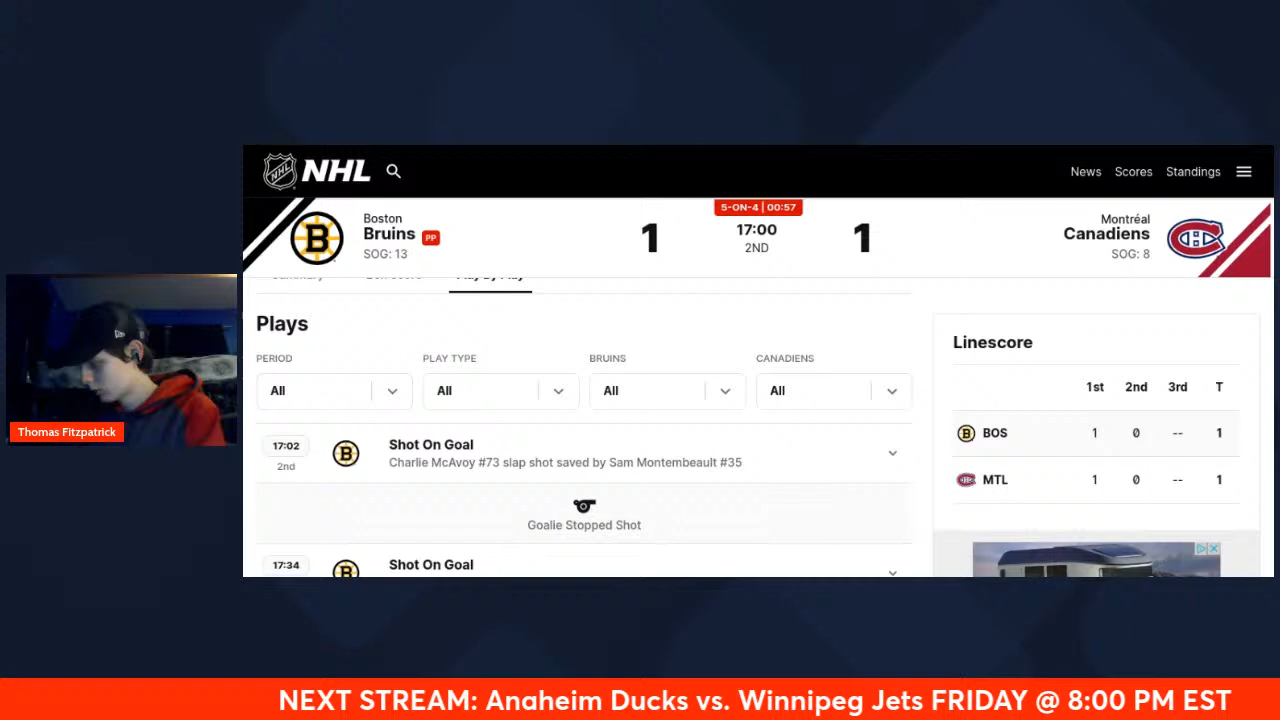 NHL
News Scores Standings
5-ON-4 | 00:57
Boston
Bruins PP
SOG: 13
1
17:00
2ND
1
Montréal
Canadiens
SOG: 8
Play By Play
Plays
PERIOD PLAY TYPE BRUINS CANADIENS
All All All All
17:02
2nd
Shot On Goal
Charlie McAvoy #73 slap shot saved by Sam Montembeault #35
Goalie Stopped Shot
17:34
Shot On Goal
Linescore
1st 2nd 3rd T
BOS 1 0 -- 1
MTL 1 0 -- 1
Thomas Fitzpatrick
NEXT STREAM: Anaheim Ducks vs. Winnipeg Jets FRIDAY @ 8:00 PM EST